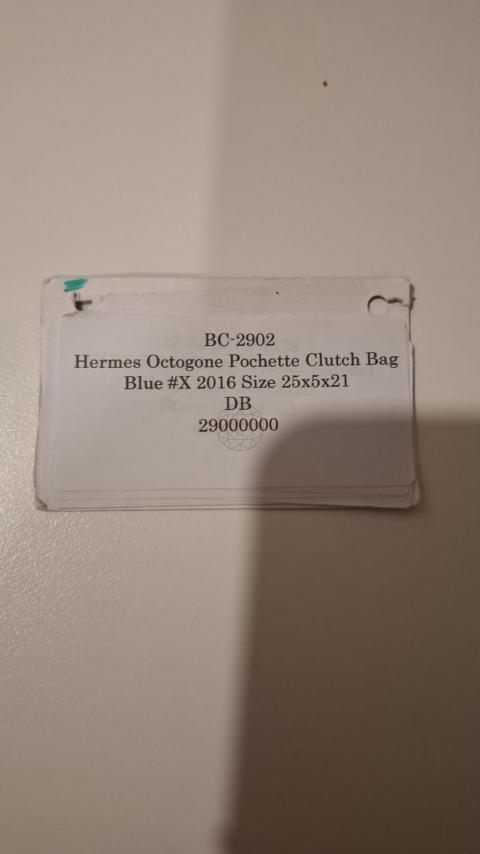 BC-2902
Hermes Octogone Pochette Clutch Bag
Blue #X 2016 Size 25x5x21
DB
29000000